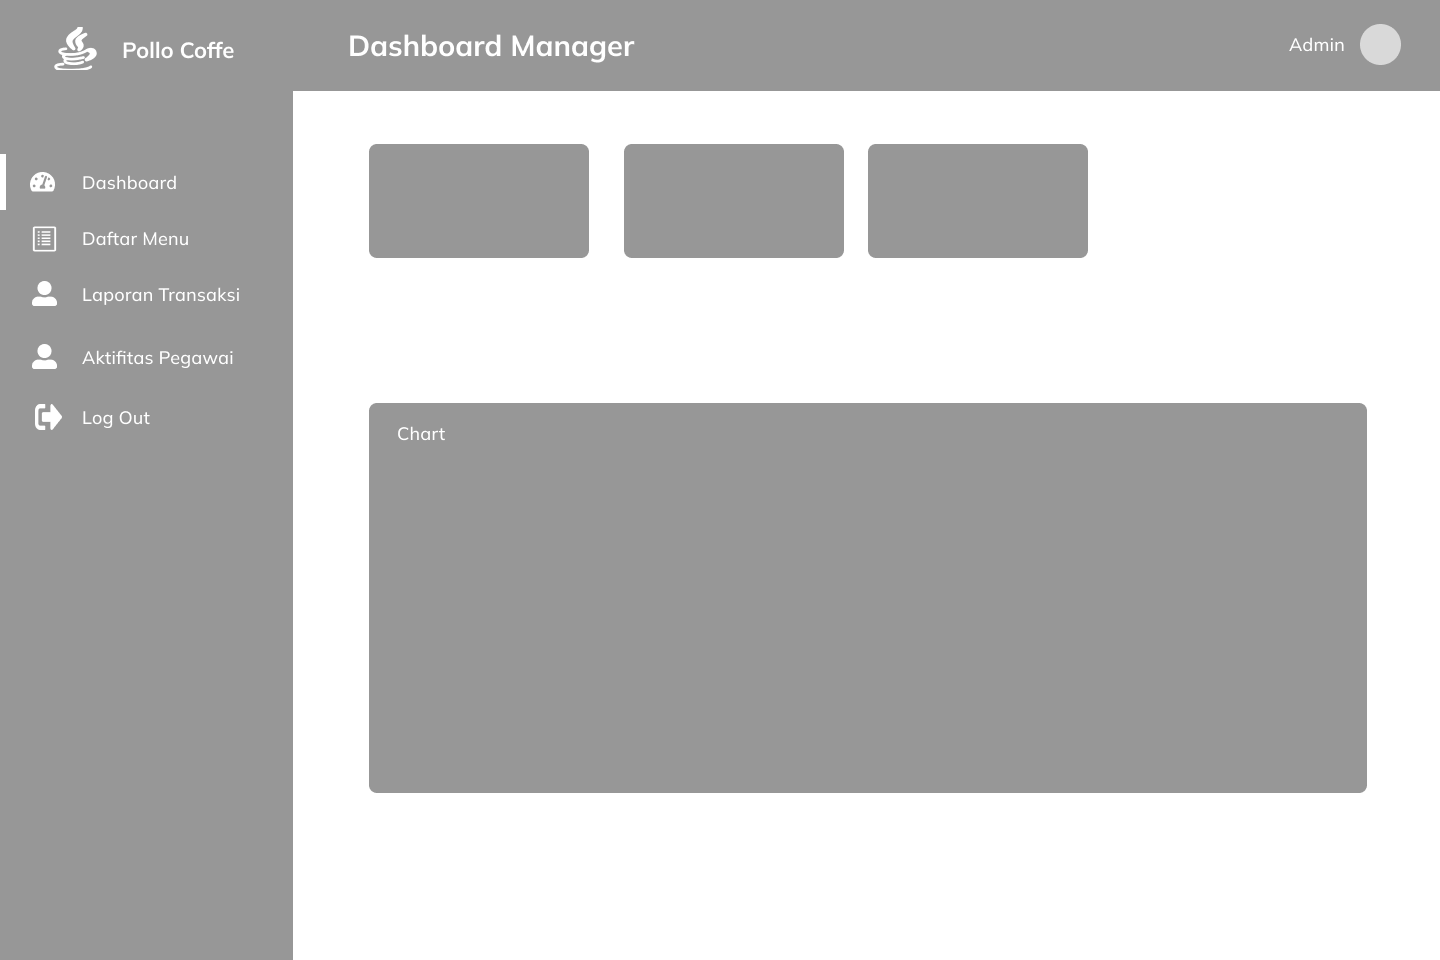 Pollo Coffe
Dashboard Manager
Admin
Dashboard
Daftar Menu
Laporan Transaksi
Aktifitas Pegawai
Log Out
Chart